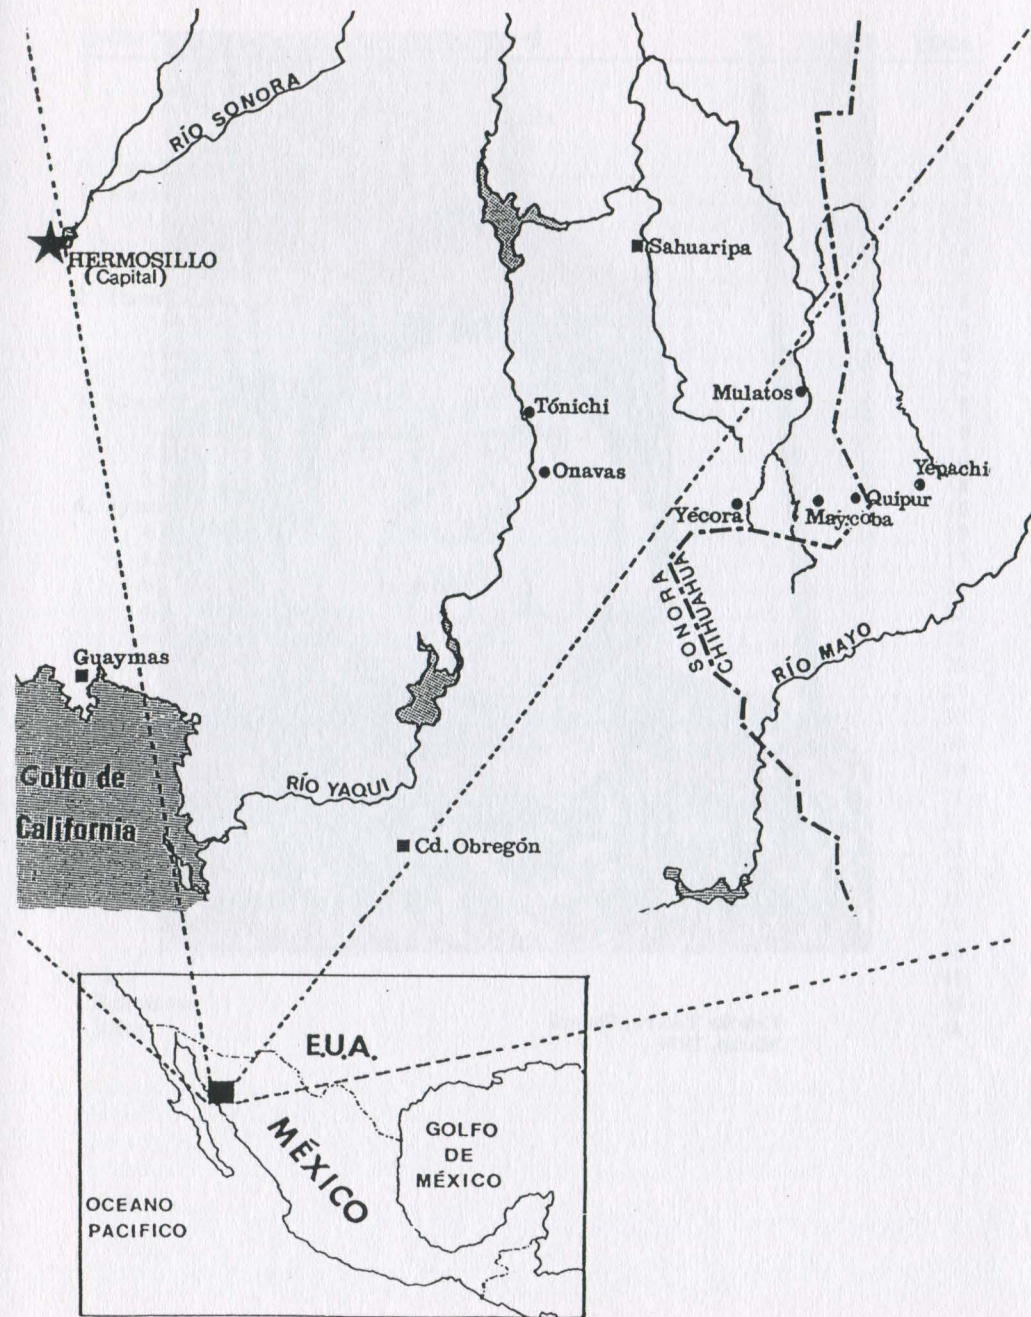 RÍO SONORA
HERMOSILLO
(Capital)
Sahuaripa
Mulatos
Tónichi
Onavas
Yepachi
Quipur
Yécora
Maycoba
SONORA
CHIHUAHUA
RÍO MAYO
Guaymas
Golfo de
California
RÍO YAQUI
Cd. Obregón
E.U.A.
MÉXICO
GOLFO
DE
MÉXICO
OCEANO
PACIFICO